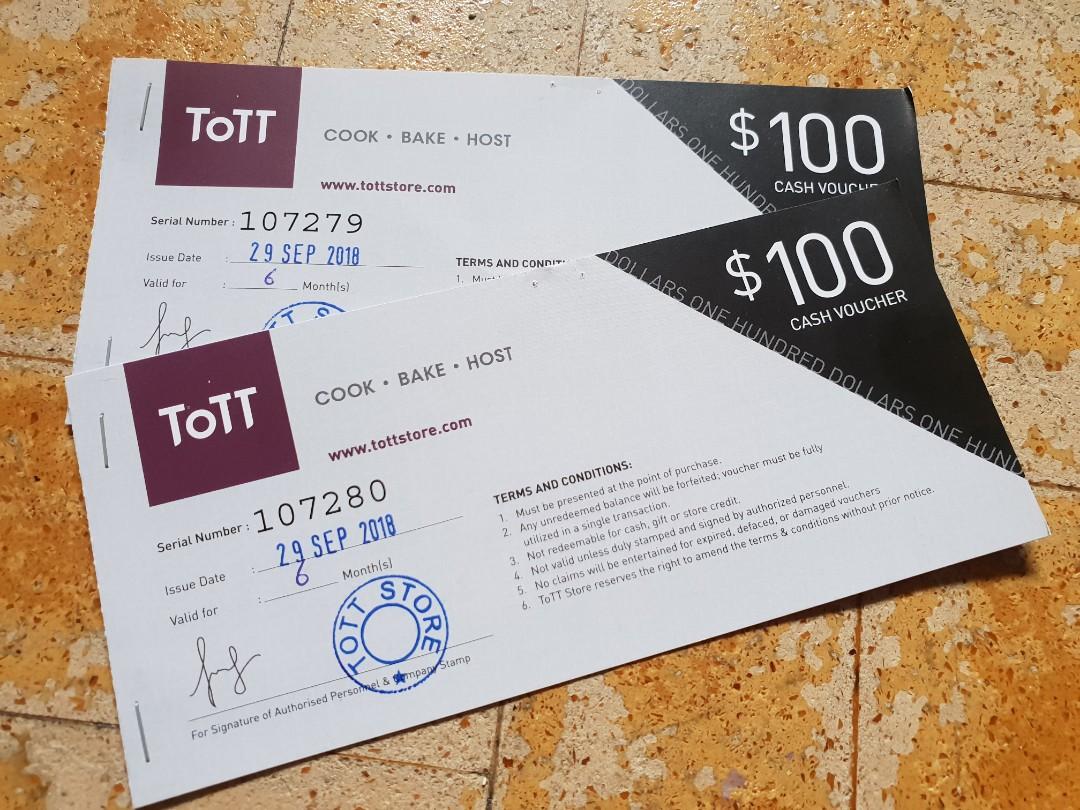 ToTT
COOK • BAKE • HOST
www.tottstore.com
$100
CASH VOUCHE
DOLLARS ONE HUNDR
Serial Number : 107279
Issue Date : 29 SEP 2018
Valid for : 6 Month(s)
TERMS AND CONDITI
1. Must
ToTT
COOK • BAKE • HOST
www.tottstore.com
$100
CASH VOUCHER
DOLLARS ONE HUNDRED DOLLARS ONE HUND
Serial Number : 107280
Issue Date : 29 SEP 2018
Valid for : 6 Month(s)
TOTT STORE
For Signature of Authorised Personnel & Company Stamp
TERMS AND CONDITIONS:
1. Must be presented at the point of purchase.
2. Any unredeemed balance will be forfeited; voucher must be fully
utilized in a single transaction.
3. Not redeemable for cash, gift or store credit.
4. Not valid unless duly stamped and signed by authorized personnel.
5. No claims will be entertained for expired, defaced, or damaged vouchers
6. ToTT Store reserves the right to amend the terms & conditions without prior notice.